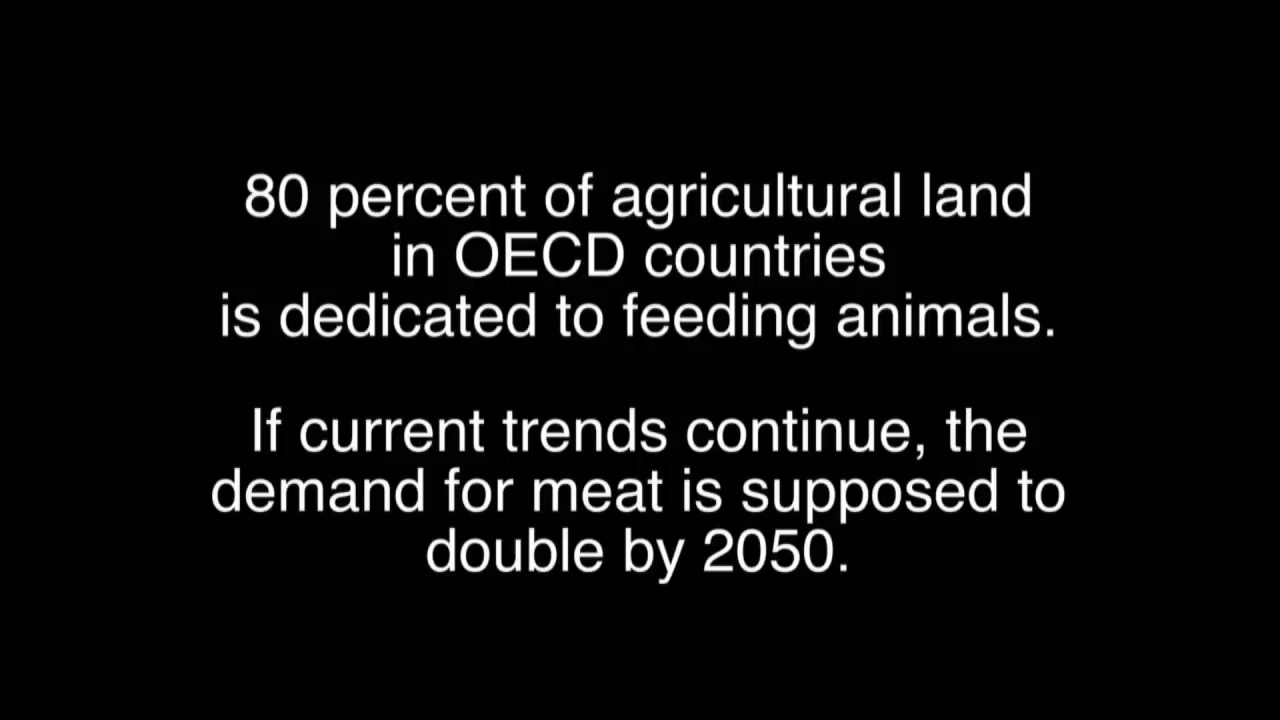 80 percent of agricultural land
in OECD countries
is dedicated to feeding animals.
If current trends continue, the
demand for meat is supposed to
double by 2050.